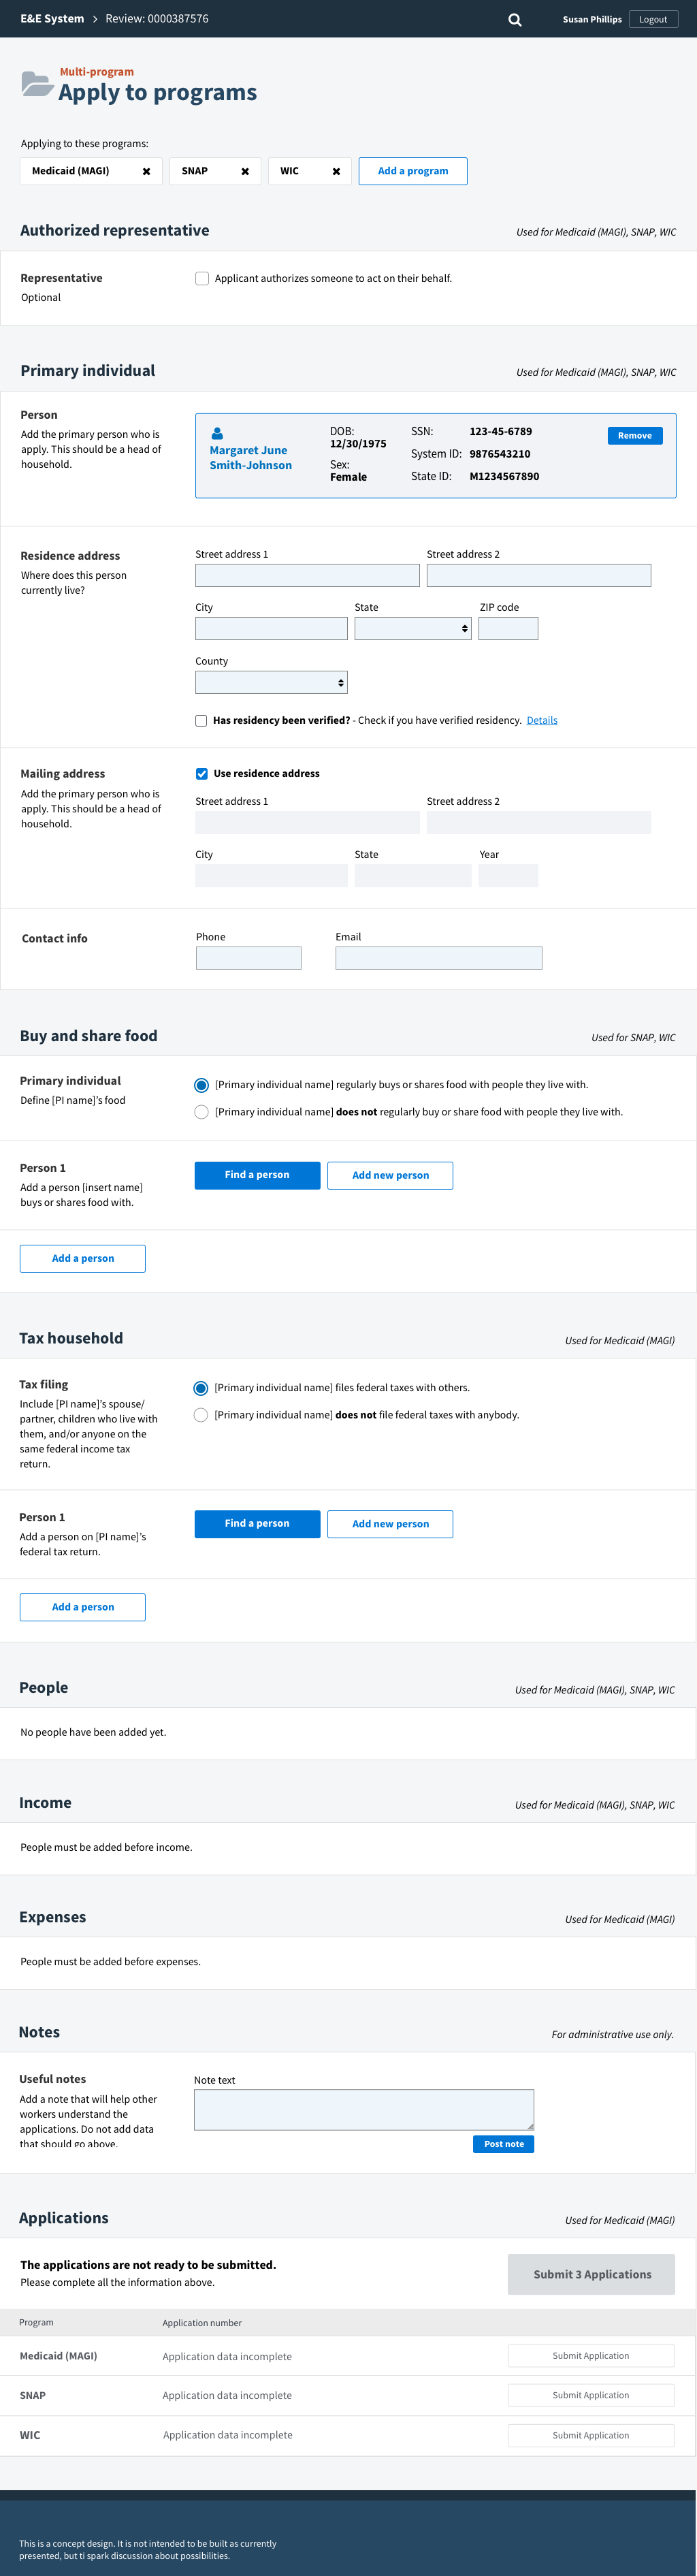 E&E System > Review: 0000387576
Susan Phillips Logout
Multi-program
Apply to programs
Applying to these programs:
Medicaid (MAGI) ✖ SNAP ✖ WIC ✖ Add a program
Authorized representative Used for Medicaid (MAGI), SNAP, WIC
Representative
Optional
Applicant authorizes someone to act on their behalf.
Primary individual Used for Medicaid (MAGI), SNAP, WIC
Person
Add the primary person who is
apply. This should be a head of
household.
Margaret June
Smith-Johnson
DOB:
12/30/1975
Sex:
Female
SSN: 123-45-6789
System ID: 9876543210
State ID: M1234567890
Remove
Residence address
Where does this person
currently live?
Street address 1 Street address 2
City State ZIP code
County
Has residency been verified? - Check if you have verified residency. Details
Mailing address
Add the primary person who is
apply. This should be a head of
household.
Use residence address
Street address 1 Street address 2
City State Year
Contact info
Phone Email
Buy and share food Used for SNAP, WIC
Primary individual
Define [PI name]’s food
[Primary individual name] regularly buys or shares food with people they live with.
[Primary individual name] does not regularly buy or share food with people they live with.
Person 1
Add a person [insert name]
buys or shares food with.
Find a person Add new person
Add a person
Tax household Used for Medicaid (MAGI)
Tax filing
Include [PI name]’s spouse/
partner, children who live with
them, and/or anyone on the
same federal income tax
return.
[Primary individual name] files federal taxes with others.
[Primary individual name] does not file federal taxes with anybody.
Person 1
Add a person on [PI name]’s
federal tax return.
Find a person Add new person
Add a person
People Used for Medicaid (MAGI), SNAP, WIC
No people have been added yet.
Income Used for Medicaid (MAGI), SNAP, WIC
People must be added before income.
Expenses Used for Medicaid (MAGI)
People must be added before expenses.
Notes For administrative use only.
Useful notes
Add a note that will help other
workers understand the
applications. Do not add data
that should go above.
Note text
Post note
Applications Used for Medicaid (MAGI)
The applications are not ready to be submitted.
Please complete all the information above.
Submit 3 Applications
Program Application number
Medicaid (MAGI) Application data incomplete Submit Application
SNAP Application data incomplete Submit Application
WIC Application data incomplete Submit Application
This is a concept design. It is not intended to be built as currently
presented, but ti spark discussion about possibilities.